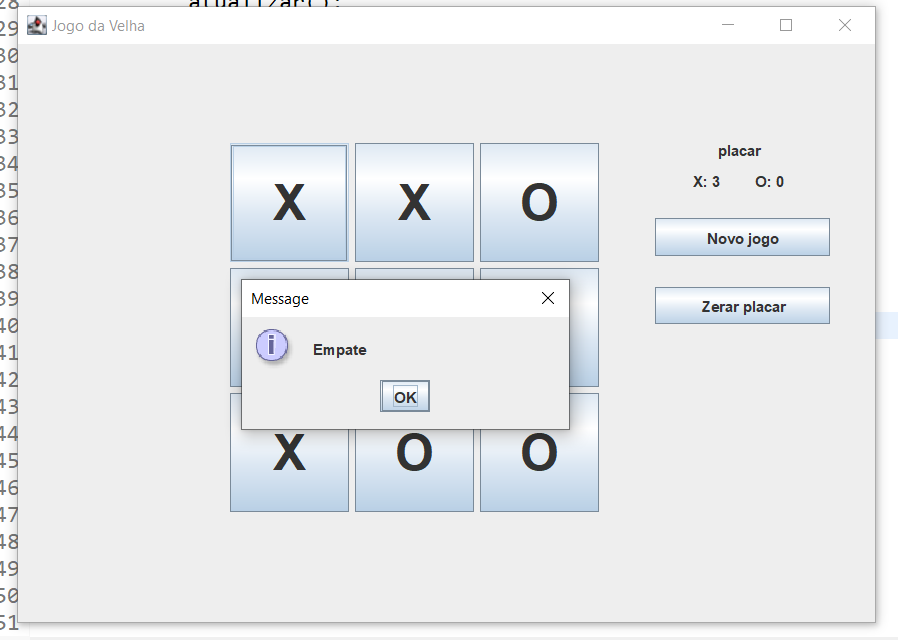 28
atualizar();
29
Jogo da Velha
30
31
32
33
34
35
36
37
38
39
40
41
42
43
44
45
46
47
48
49
50
51
placar
X: 3 O: 0
X X O
Novo jogo
Zerar placar
Message
i Empate
OK
X O O